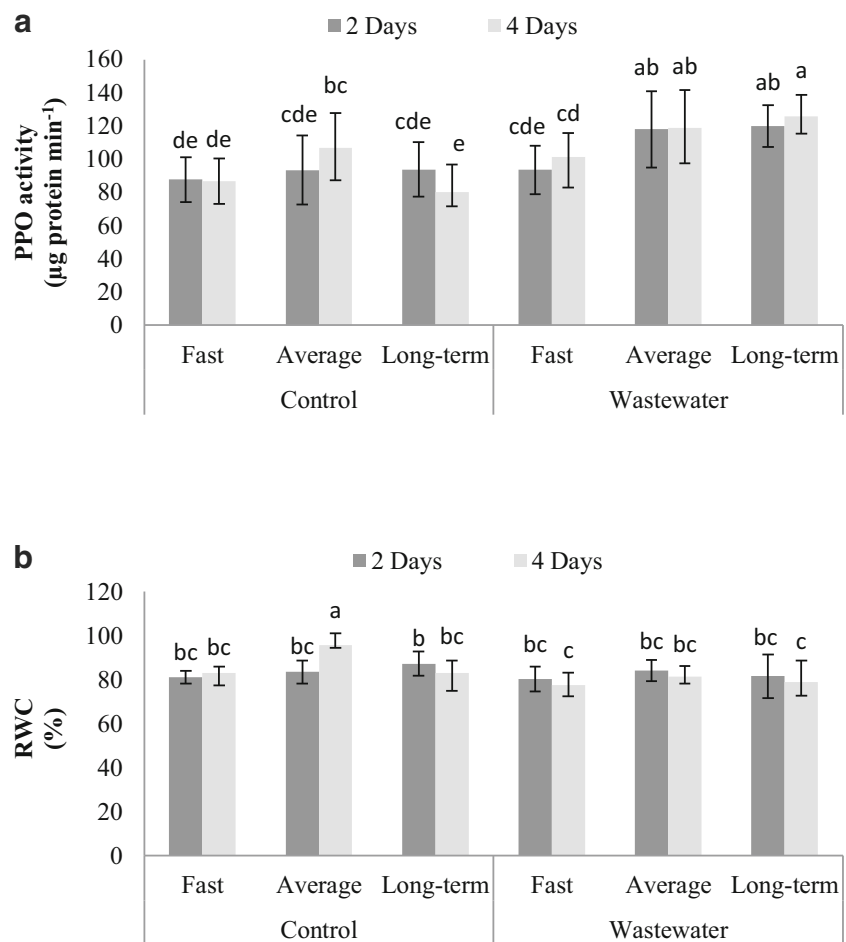 a
2 Days 4 Days
PPO activity
(µg protein min⁻¹)
160
140
120
100
80
60
40
20
0
de de cde bc cde e cde cd ab ab ab a
Fast Average Long-term Fast Average Long-term
Control Wastewater
b
2 Days 4 Days
RWC
(%)
120
100
80
60
40
20
0
bc bc bc a b bc bc c bc bc bc c
Fast Average Long-term Fast Average Long-term
Control Wastewater